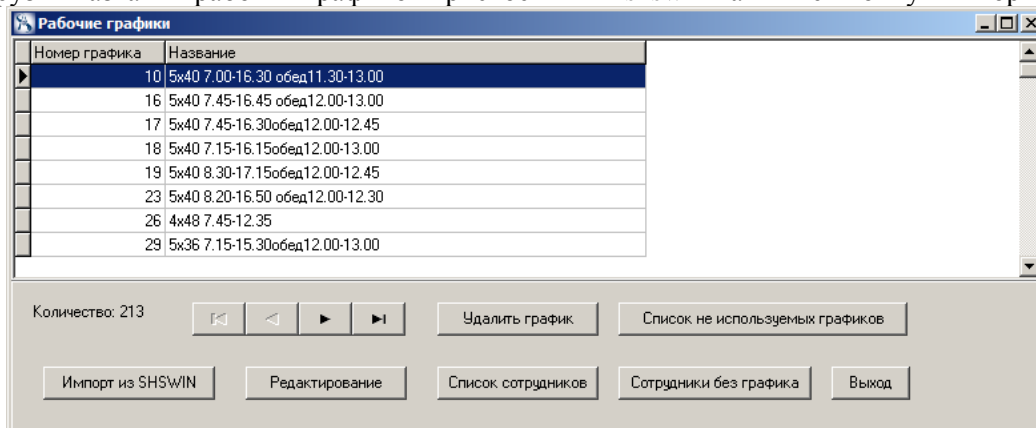 Рабочие графики
Номер графика Название
10 5х40 7.00-16.30 обед11.30-13.00
16 5х40 7.45-16.45 обед12.00-13.00
17 5х40 7.45-16.30обед12.00-12.45
18 5х40 7.15-16.15обед12.00-13.00
19 5х40 8.30-17.15обед12.00-12.45
23 5х40 8.20-16.50 обед12.00-12.30
26 4х48 7.45-12.35
29 5х36 7.15-15.30обед12.00-13.00
Количество: 213 Удалить график Список не используемых графиков
Импорт из SHSWIN Редактирование Список сотрудников Сотрудники без графика Выход